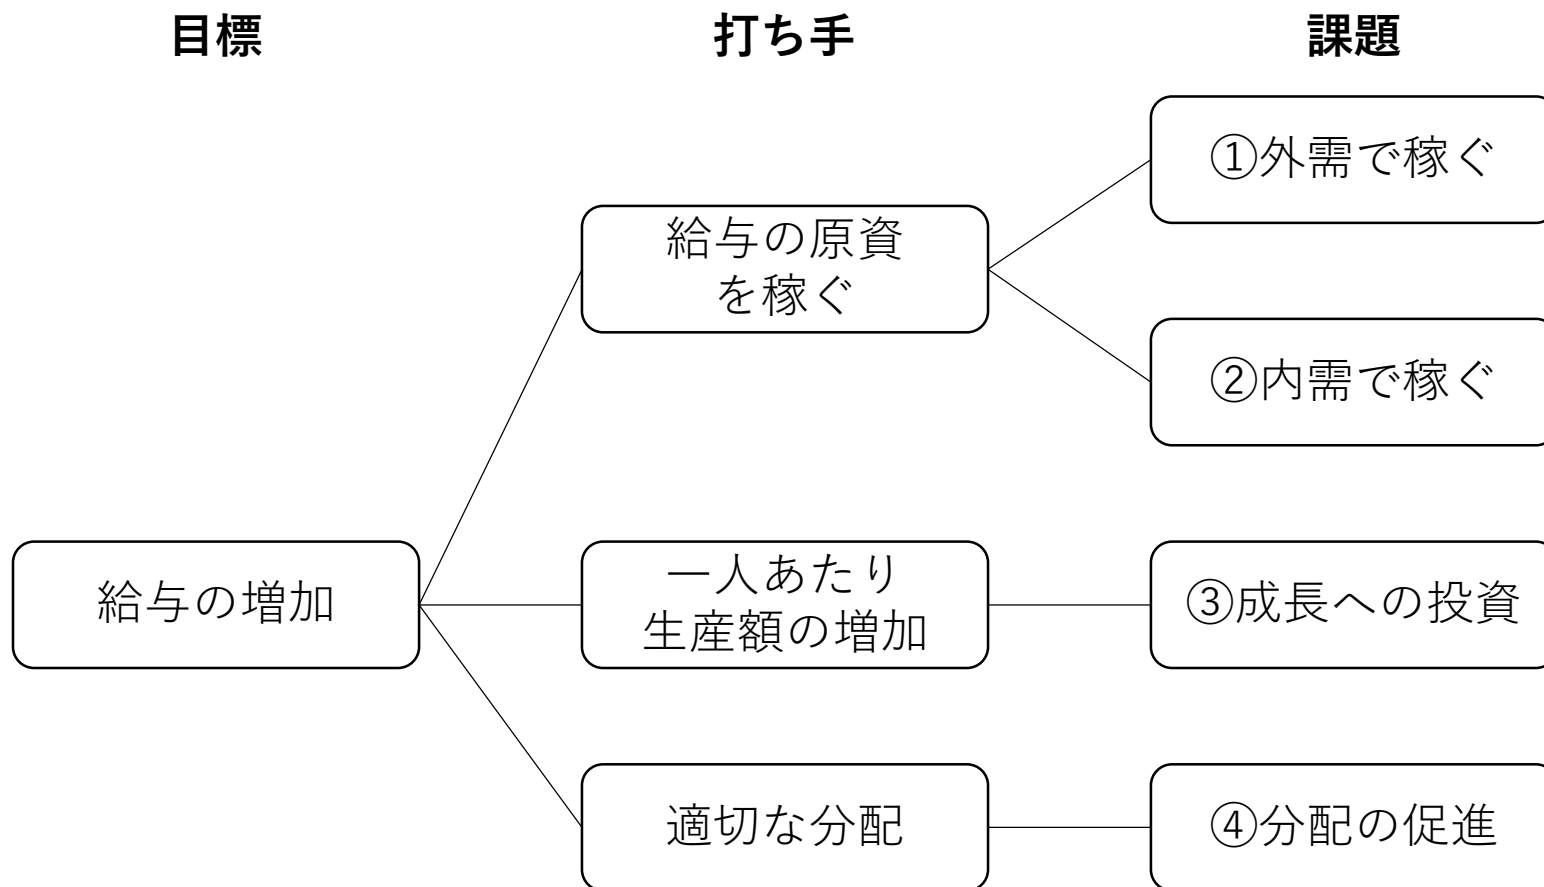 目標
打ち手
課題
①外需で稼ぐ
給与の原資
を稼ぐ
②内需で稼ぐ
給与の増加
一人あたり
生産額の増加
③成長への投資
適切な分配
④分配の促進